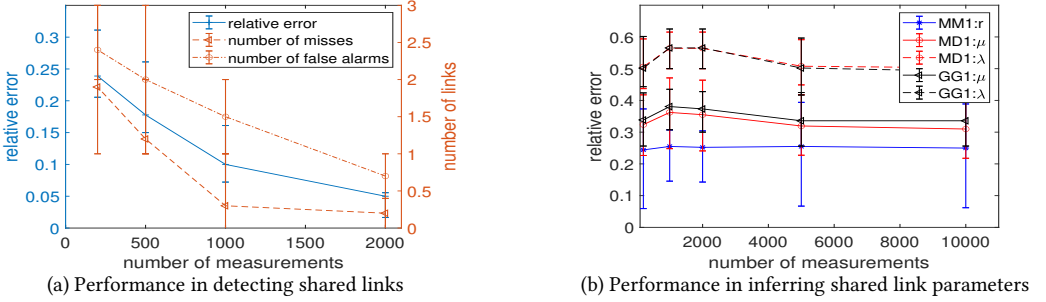 relative error
number of misses
number of false alarms
0.3
0.25
0.2
0.15
0.1
0.05
0
3
2.5
2
1.5
1
0.5
0
relative error
number of links
0 500 1000 1500 2000
number of measurements
(a) Performance in detecting shared links
MM1:r
MD1:μ
MD1:λ
GG1:μ
GG1:λ
0.6
0.5
0.4
0.3
0.2
0.1
0
relative error
2000 4000 6000 8000 10000
number of measurements
(b) Performance in inferring shared link parameters